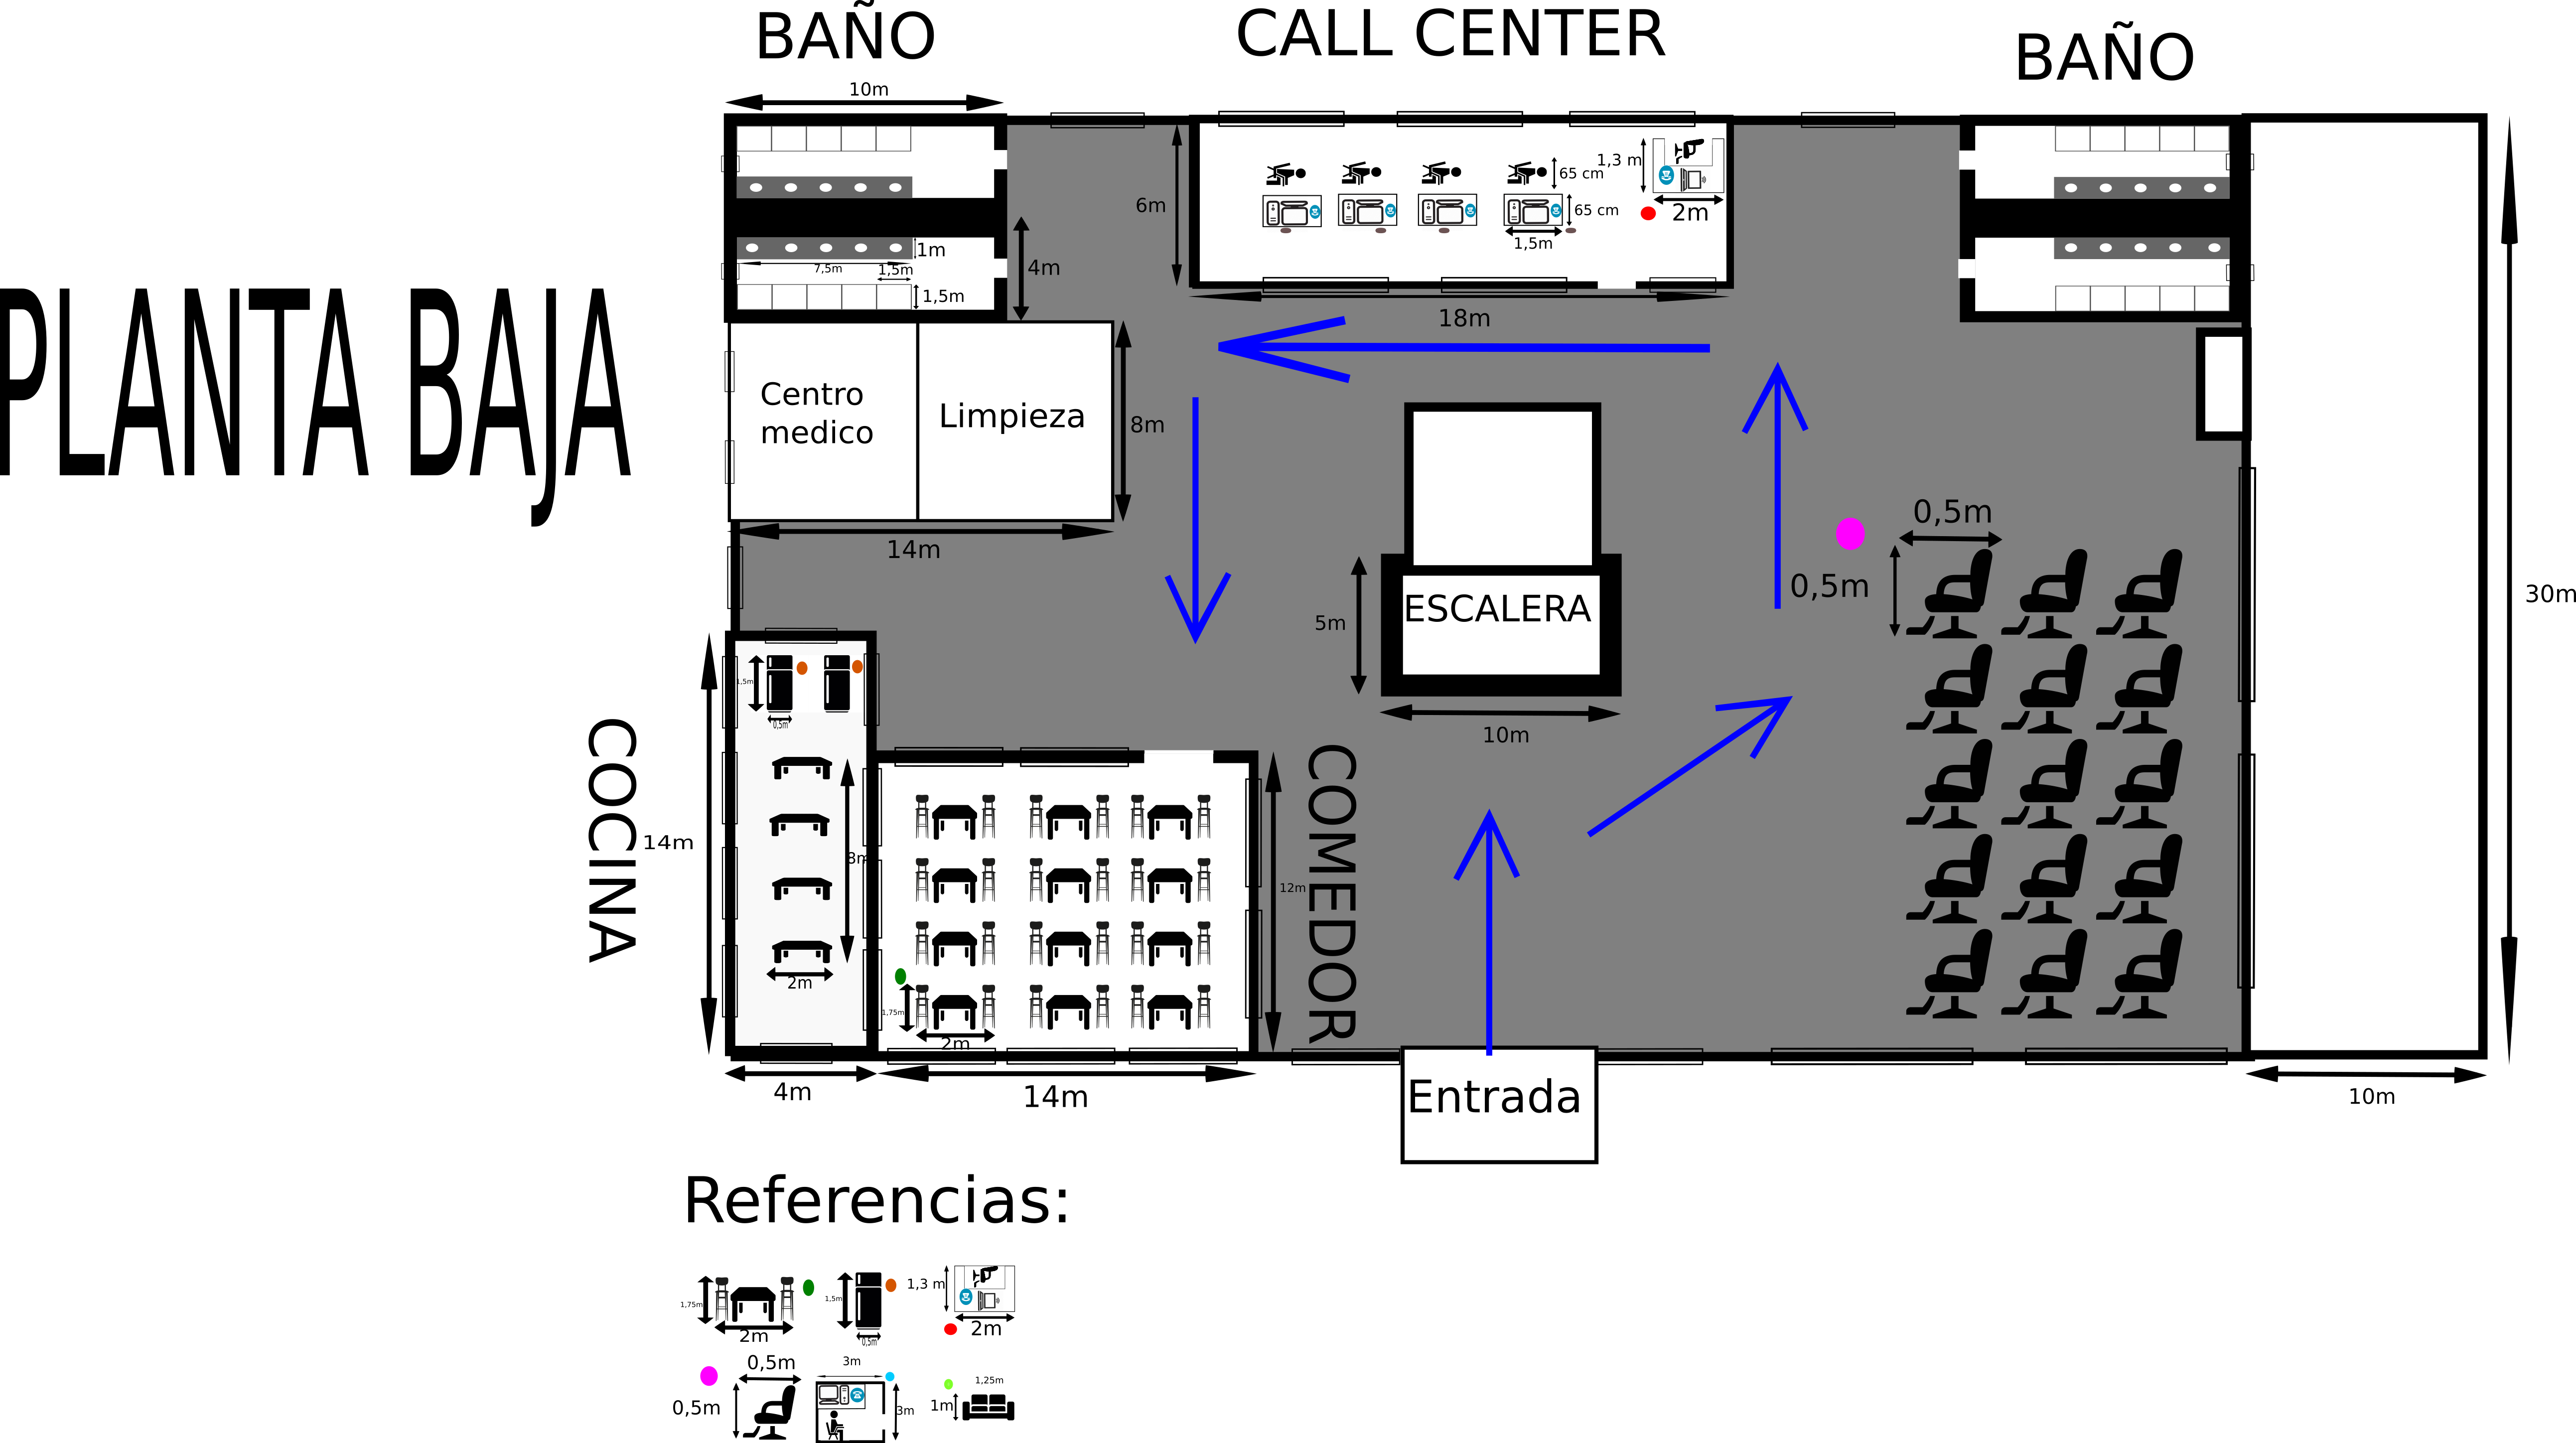 BAÑO
CALL CENTER
BAÑO
10m
PLANTA BAJA
6m
1,3 m
65 cm
65 cm
2m
1,5m
1m
7,5m
1,5m
1,5m
4m
18m
Centro
medico
Limpieza
8m
14m
0,5m
0,5m
30m
ESCALERA
5m
10m
1,5m
0,5m
COCINA
14m
8m
2m
COMEDOR
12m
1,75m
2m
4m
14m
Entrada
10m
Referencias:
1,75m
2m
1,5m
0,5m
1,3 m
2m
0,5m
0,5m
3m
3m
1,25m
1m